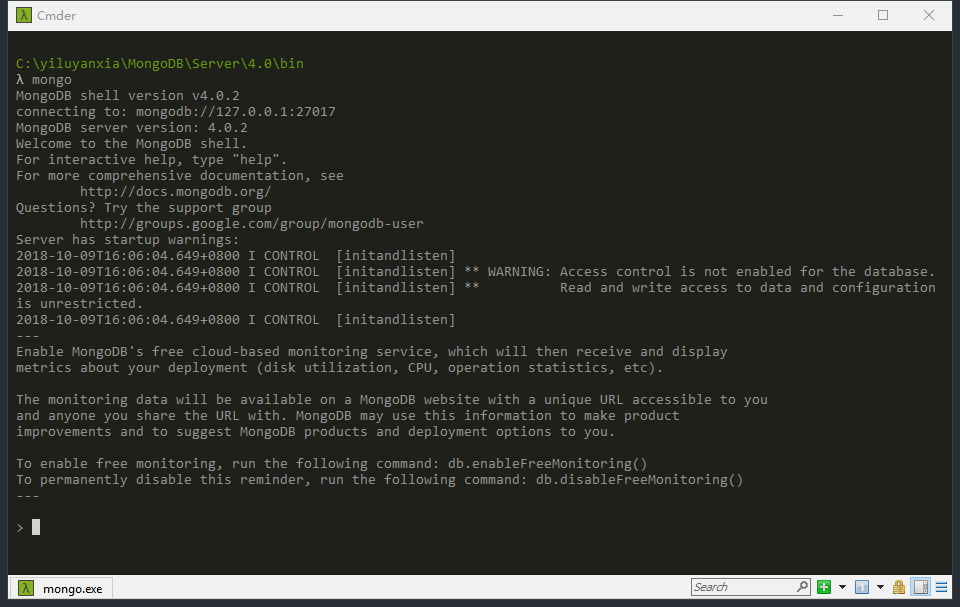 Cmder
C:\yiluyanxia\MongoDB\Server\4.0\bin
λ mongo
MongoDB shell version v4.0.2
connecting to: mongodb://127.0.0.1:27017
MongoDB server version: 4.0.2
Welcome to the MongoDB shell.
For interactive help, type "help".
For more comprehensive documentation, see
        http://docs.mongodb.org/
Questions? Try the support group
        http://groups.google.com/group/mongodb-user
Server has startup warnings:
2018-10-09T16:06:04.649+0800 I CONTROL  [initandlisten]
2018-10-09T16:06:04.649+0800 I CONTROL  [initandlisten] ** WARNING: Access control is not enabled for the database.
2018-10-09T16:06:04.649+0800 I CONTROL  [initandlisten] **          Read and write access to data and configuration
is unrestricted.
2018-10-09T16:06:04.649+0800 I CONTROL  [initandlisten]
---
Enable MongoDB's free cloud-based monitoring service, which will then receive and display
metrics about your deployment (disk utilization, CPU, operation statistics, etc).
The monitoring data will be available on a MongoDB website with a unique URL accessible to you
and anyone you share the URL with. MongoDB may use this information to make product
improvements and to suggest MongoDB products and deployment options to you.
To enable free monitoring, run the following command: db.enableFreeMonitoring()
To permanently disable this reminder, run the following command: db.disableFreeMonitoring()
---
>
λ mongo.exe
Search